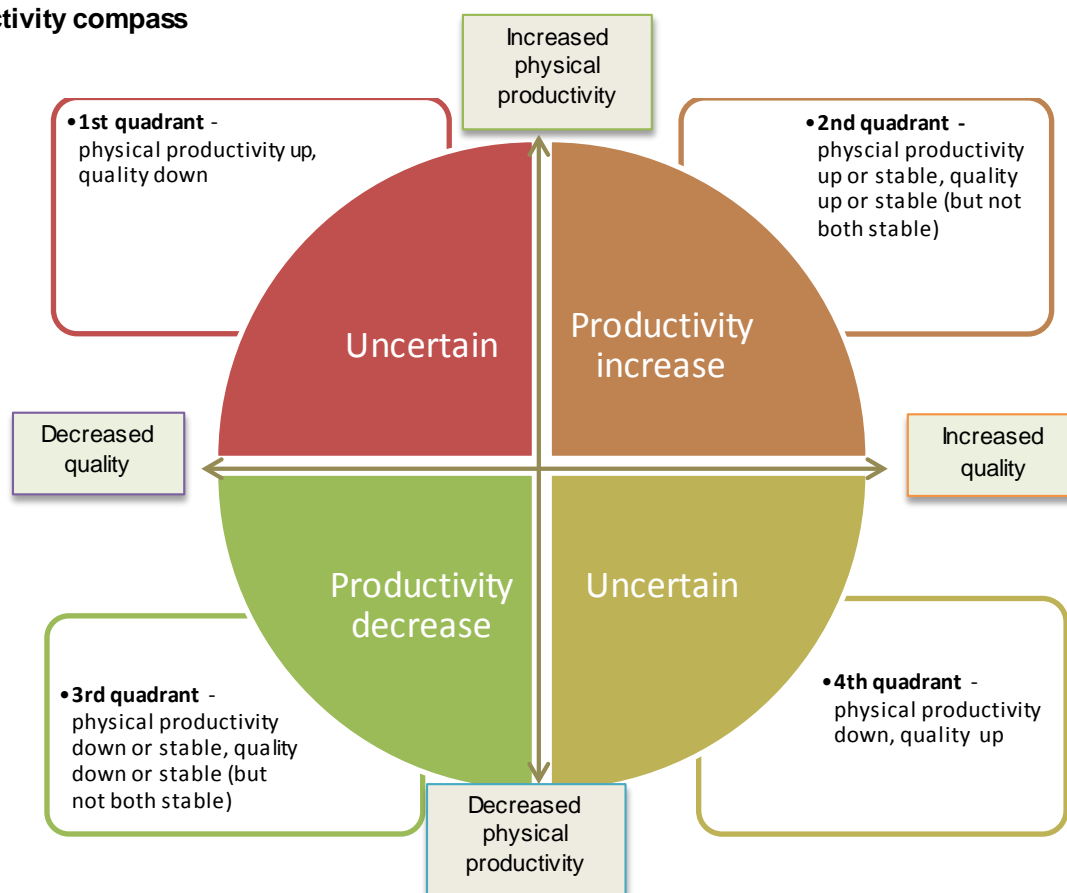 ctivity compass
Increased
physical
productivity
•1st quadrant -
physical productivity up,
quality down
•2nd quadrant -
physcial productivity
up or stable, quality
up or stable (but not
both stable)
Uncertain
Productivity
increase
Decreased
quality
Increased
quality
Productivity
decrease
Uncertain
•3rd quadrant -
physical productivity
down or stable, quality
down or stable (but
not both stable)
•4th quadrant -
physical productivity
down, quality up
Decreased
physical
productivity